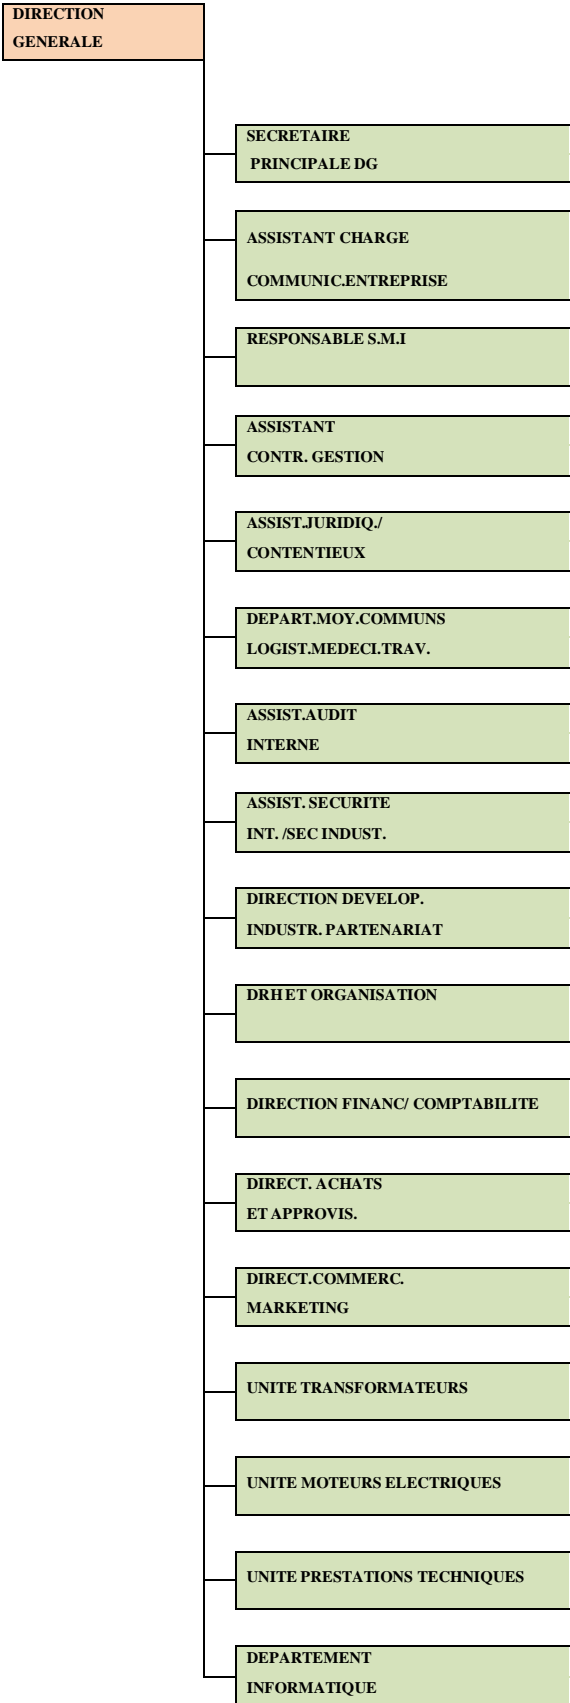 DIRECTION
GENERALE
SECRETAIRE
PRINCIPALE DG
ASSISTANT CHARGE
COMMUNIC.ENTREPRISE
RESPONSABLE S.M.I
ASSISTANT
CONTR. GESTION
ASSIST.JURIDIQ./
CONTENTIEUX
DEPART.MOY.COMMUNS
LOGIST.MEDECI.TRAV.
ASSIST.AUDIT
INTERNE
ASSIST. SECURITE
INT. /SEC INDUST.
DIRECTION DEVELOP.
INDUSTR. PARTENARIAT
DRH ET ORGANISATION
DIRECTION FINANC/ COMPTABILITE
DIRECT. ACHATS
ET APPROVIS.
DIRECT.COMMERC.
MARKETING
UNITE TRANSFORMATEURS
UNITE MOTEURS ELECTRIQUES
UNITE PRESTATIONS TECHNIQUES
DEPARTEMENT
INFORMATIQUE